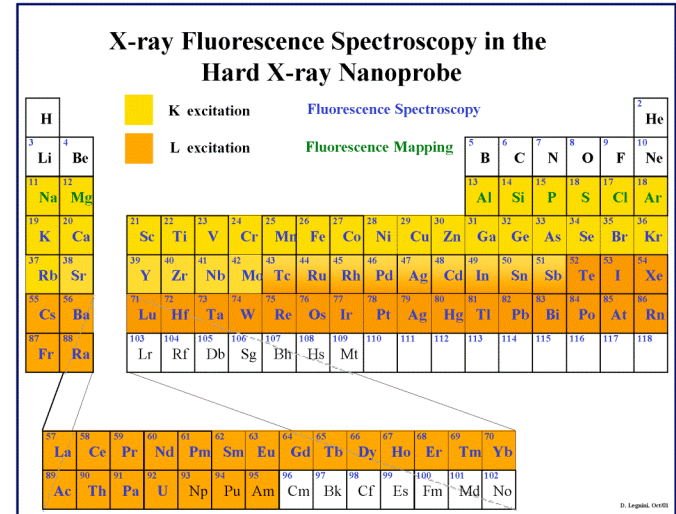 X-ray Fluorescence Spectroscopy in the
Hard X-ray Nanoprobe
K excitation Fluorescence Spectroscopy
L excitation Fluorescence Mapping
H 2 He
3 Li 4 Be 5 B 6 C 7 N 8 O 9 F 10 Ne
11 Na 12 Mg 13 Al 14 Si 15 P 18 S 17 Cl 18 Ar
19 K 20 Ca 21 Sc 22 Ti 23 V 24 Cr 25 Mn 26 Fe 27 Co 28 Ni 29 Cu 30 Zn 31 Ga 32 Ge 33 As 34 Se 35 Br 36 Kr
37 Rb 38 Sr 39 Y 40 Zr 41 Nb 42 Mo 43 Tc 44 Ru 45 Rh 46 Pd 47 Ag 48 Cd 49 In 50 Sn 51 Sb 52 Te 53 I 54 Xe
55 Cs 56 Ba 71 Lu 72 Hf 73 Ta 74 W 75 Re 76 Os 77 Ir 78 Pt 79 Ag 80 Hg 81 Tl 82 Pb 83 Bi 84 Po 85 At 86 Rn
87 Fr 88 Ra 103 Lr 104 Rf 105 Db 106 Sg 107 Bh 108 Hs 109 Mt 110 111 112 113 114 115 116 117 118
57 La 58 Ce 59 Pr 60 Nd 61 Pm 62 Sm 63 Eu 64 Gd 65 Tb 66 Dy 67 Ho 68 Er 69 Tm 70 Yb
89 Ac 90 Th 91 Pa 92 U 93 Np 94 Pu 95 Am 96 Cm 97 Bk 98 Cf 99 Es 100 Fm 101 Md 102 No
D. Legnini, Oct/01